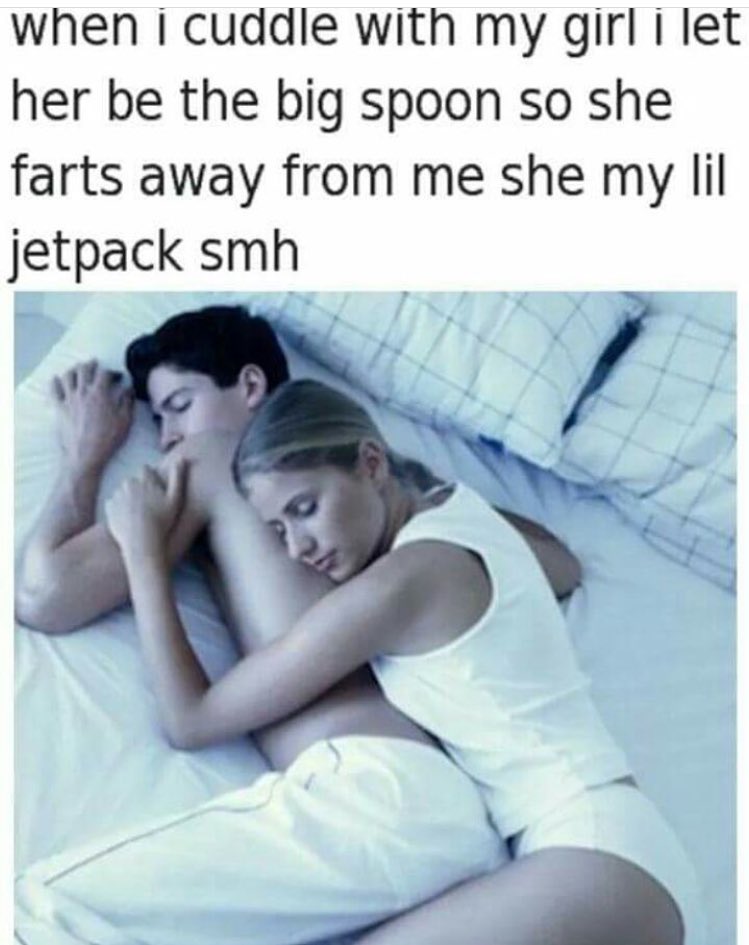 when i cuddle with my girl i let
her be the big spoon so she
farts away from me she my lil
jetpack smh